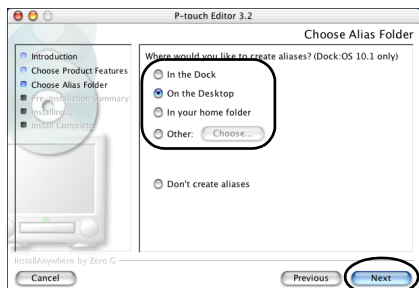 P-touch Editor 3.2
Choose Alias Folder
Introduction
Choose Product Features
Choose Alias Folder
Pre-Installation Summary
Installing...
Install Complete
Where would you like to create aliases? (Dock:OS 10.1 only)
In the Dock
On the Desktop
In your home folder
Other: Choose...
Don't create aliases
InstallAnywhere by Zero G
Cancel
Previous
Next